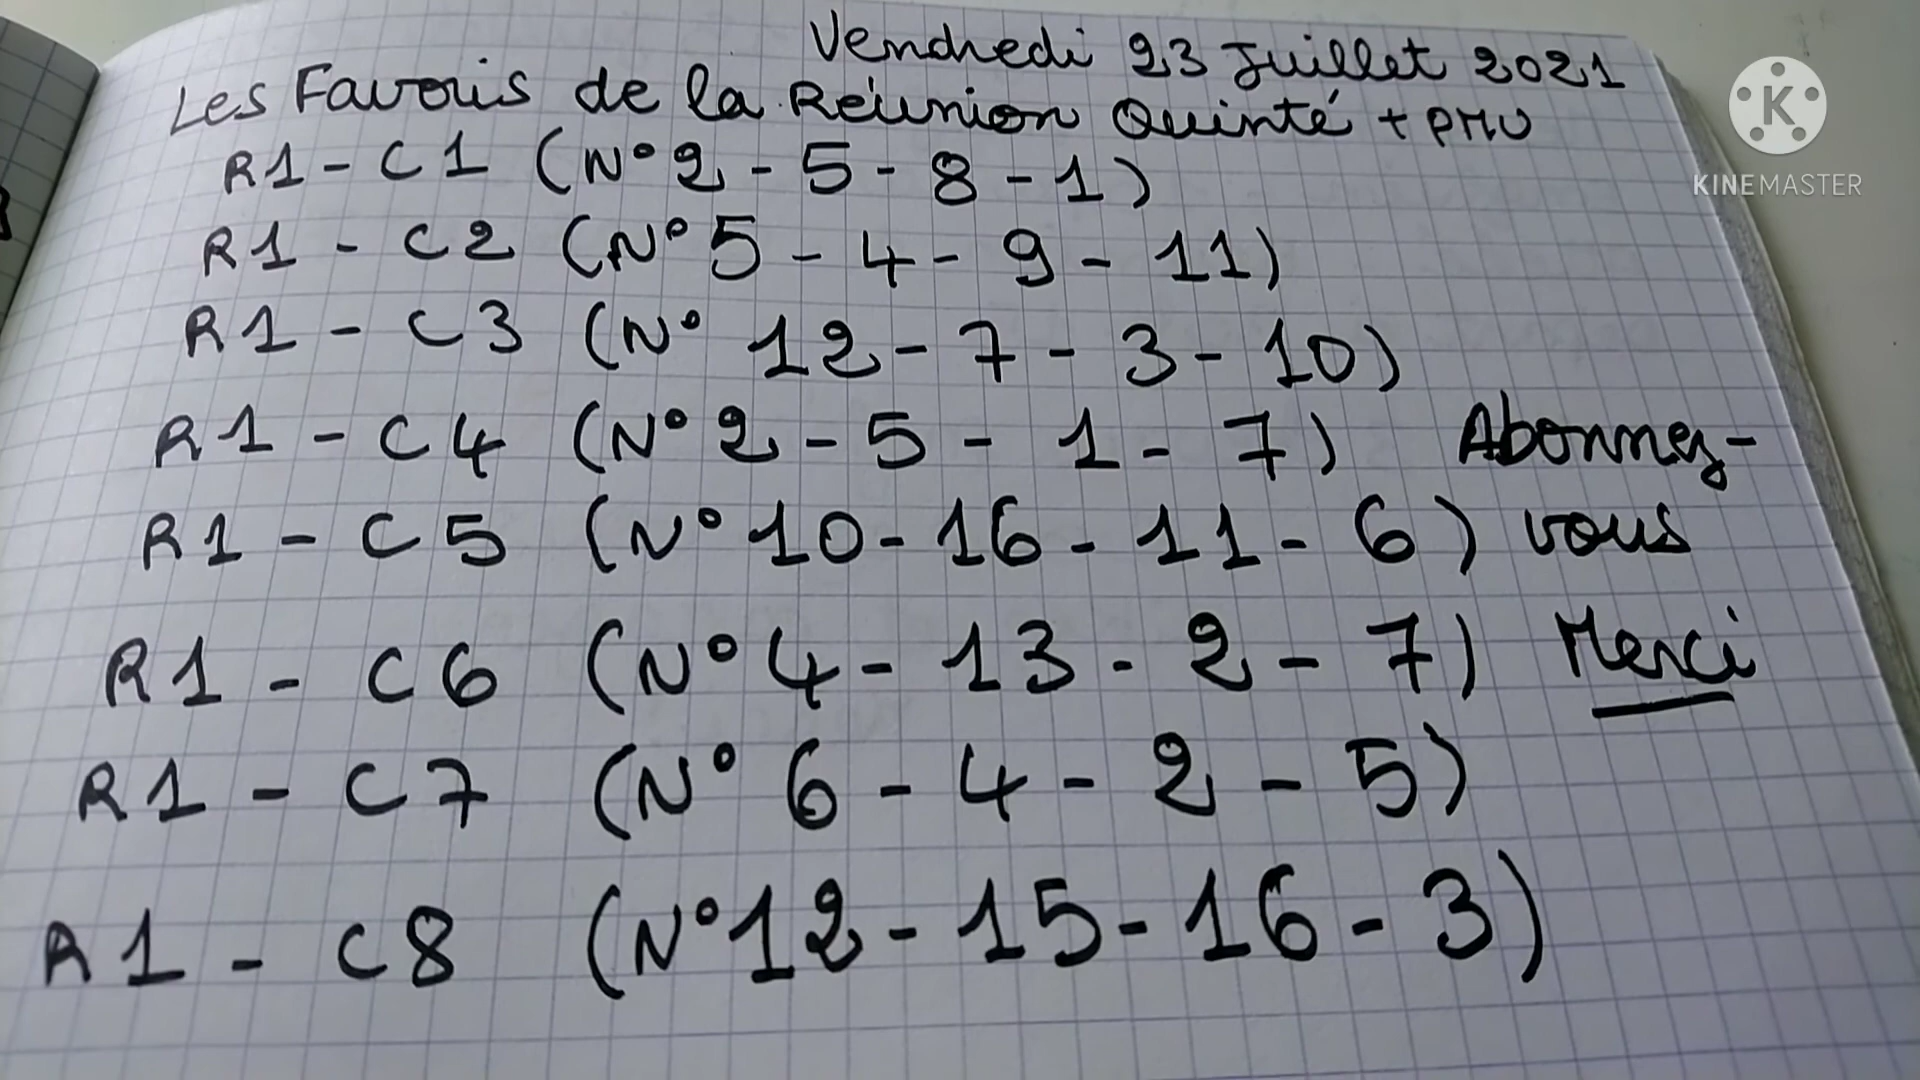 Vendredi 23 Juillet 2021
Les Favoris de la Réunion Quinté + PMU
R1 - C1 (N° 2 - 5 - 8 - 1)
R1 - C2 (N° 5 - 4 - 9 - 11)
R1 - C3 (N° 12 - 7 - 3 - 10)
R1 - C4 (N° 2 - 5 - 1 - 7) Abonnez-
R1 - C5 (N° 10 - 16 - 11 - 6) vous
R1 - C6 (N° 4 - 13 - 2 - 7) Merci
R1 - C7 (N° 6 - 4 - 2 - 5)
R1 - C8 (N° 12 - 15 - 16 - 3)
K
KINEMASTER